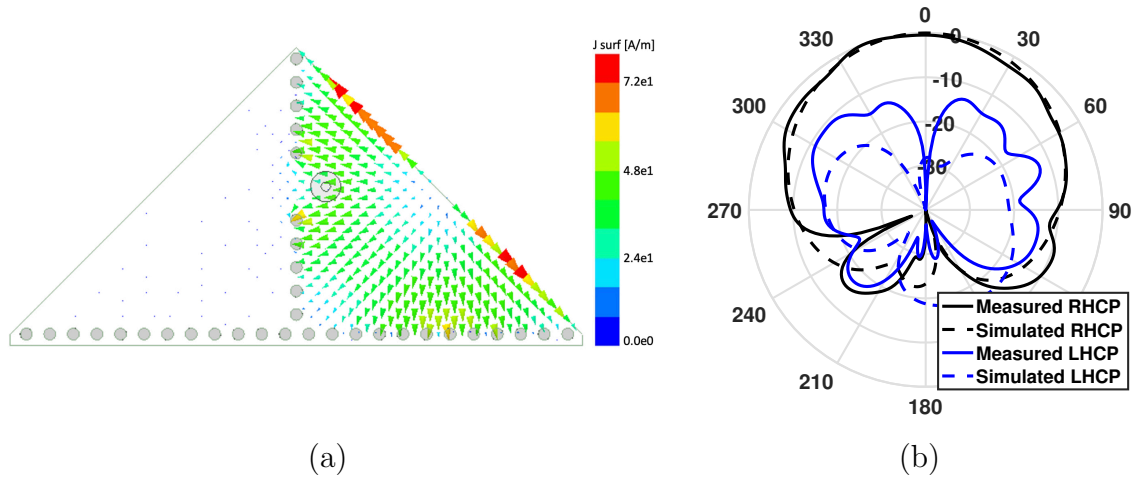 J surf [A/m]
7.2e1
4.8e1
2.4e1
0.0e0
(a)
0
330
30
0
-10
300
60
-20
-30
270
90
240
210
180
Measured RHCP
Simulated RHCP
Measured LHCP
Simulated LHCP
(b)